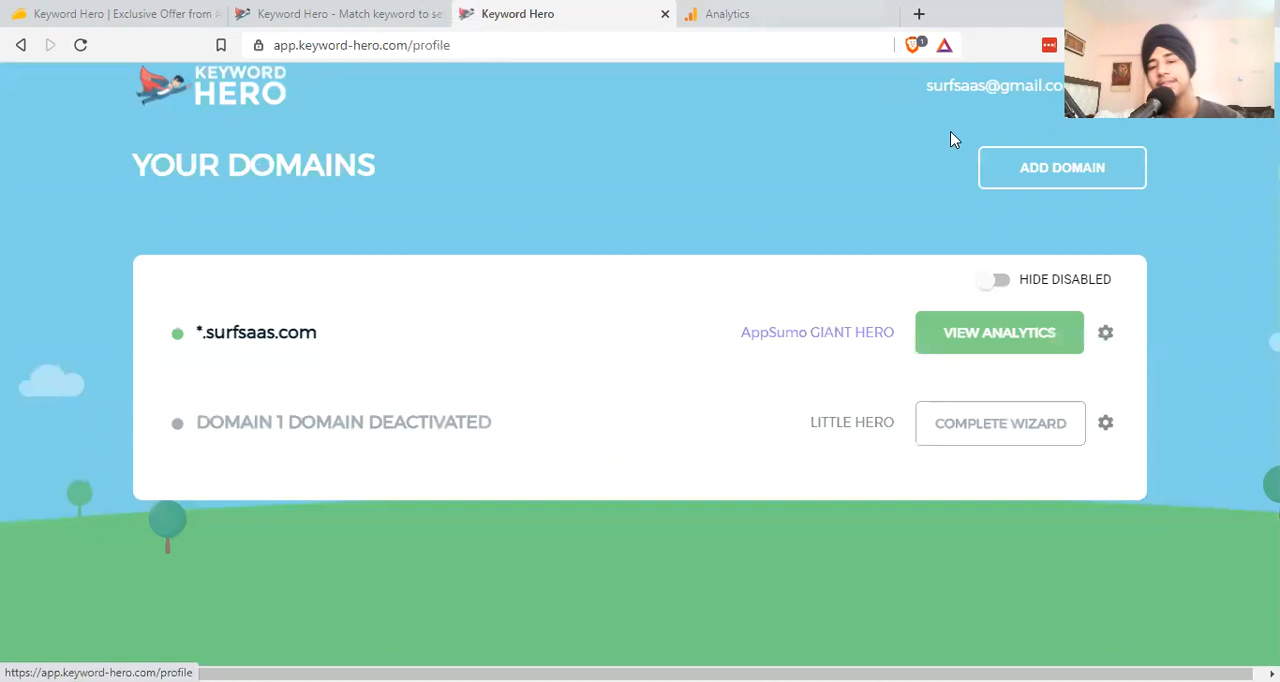 Keyword Hero | Exclusive Offer from
Keyword Hero - Match keyword to se
Keyword Hero
Analytics
app.keyword-hero.com/profile
1
KEYWORD
HERO
surfsaas@gmail.co
YOUR DOMAINS
ADD DOMAIN
HIDE DISABLED
*.surfsaas.com
AppSumo GIANT HERO
VIEW ANALYTICS
DOMAIN 1 DOMAIN DEACTIVATED
LITTLE HERO
COMPLETE WIZARD
https://app.keyword-hero.com/profile